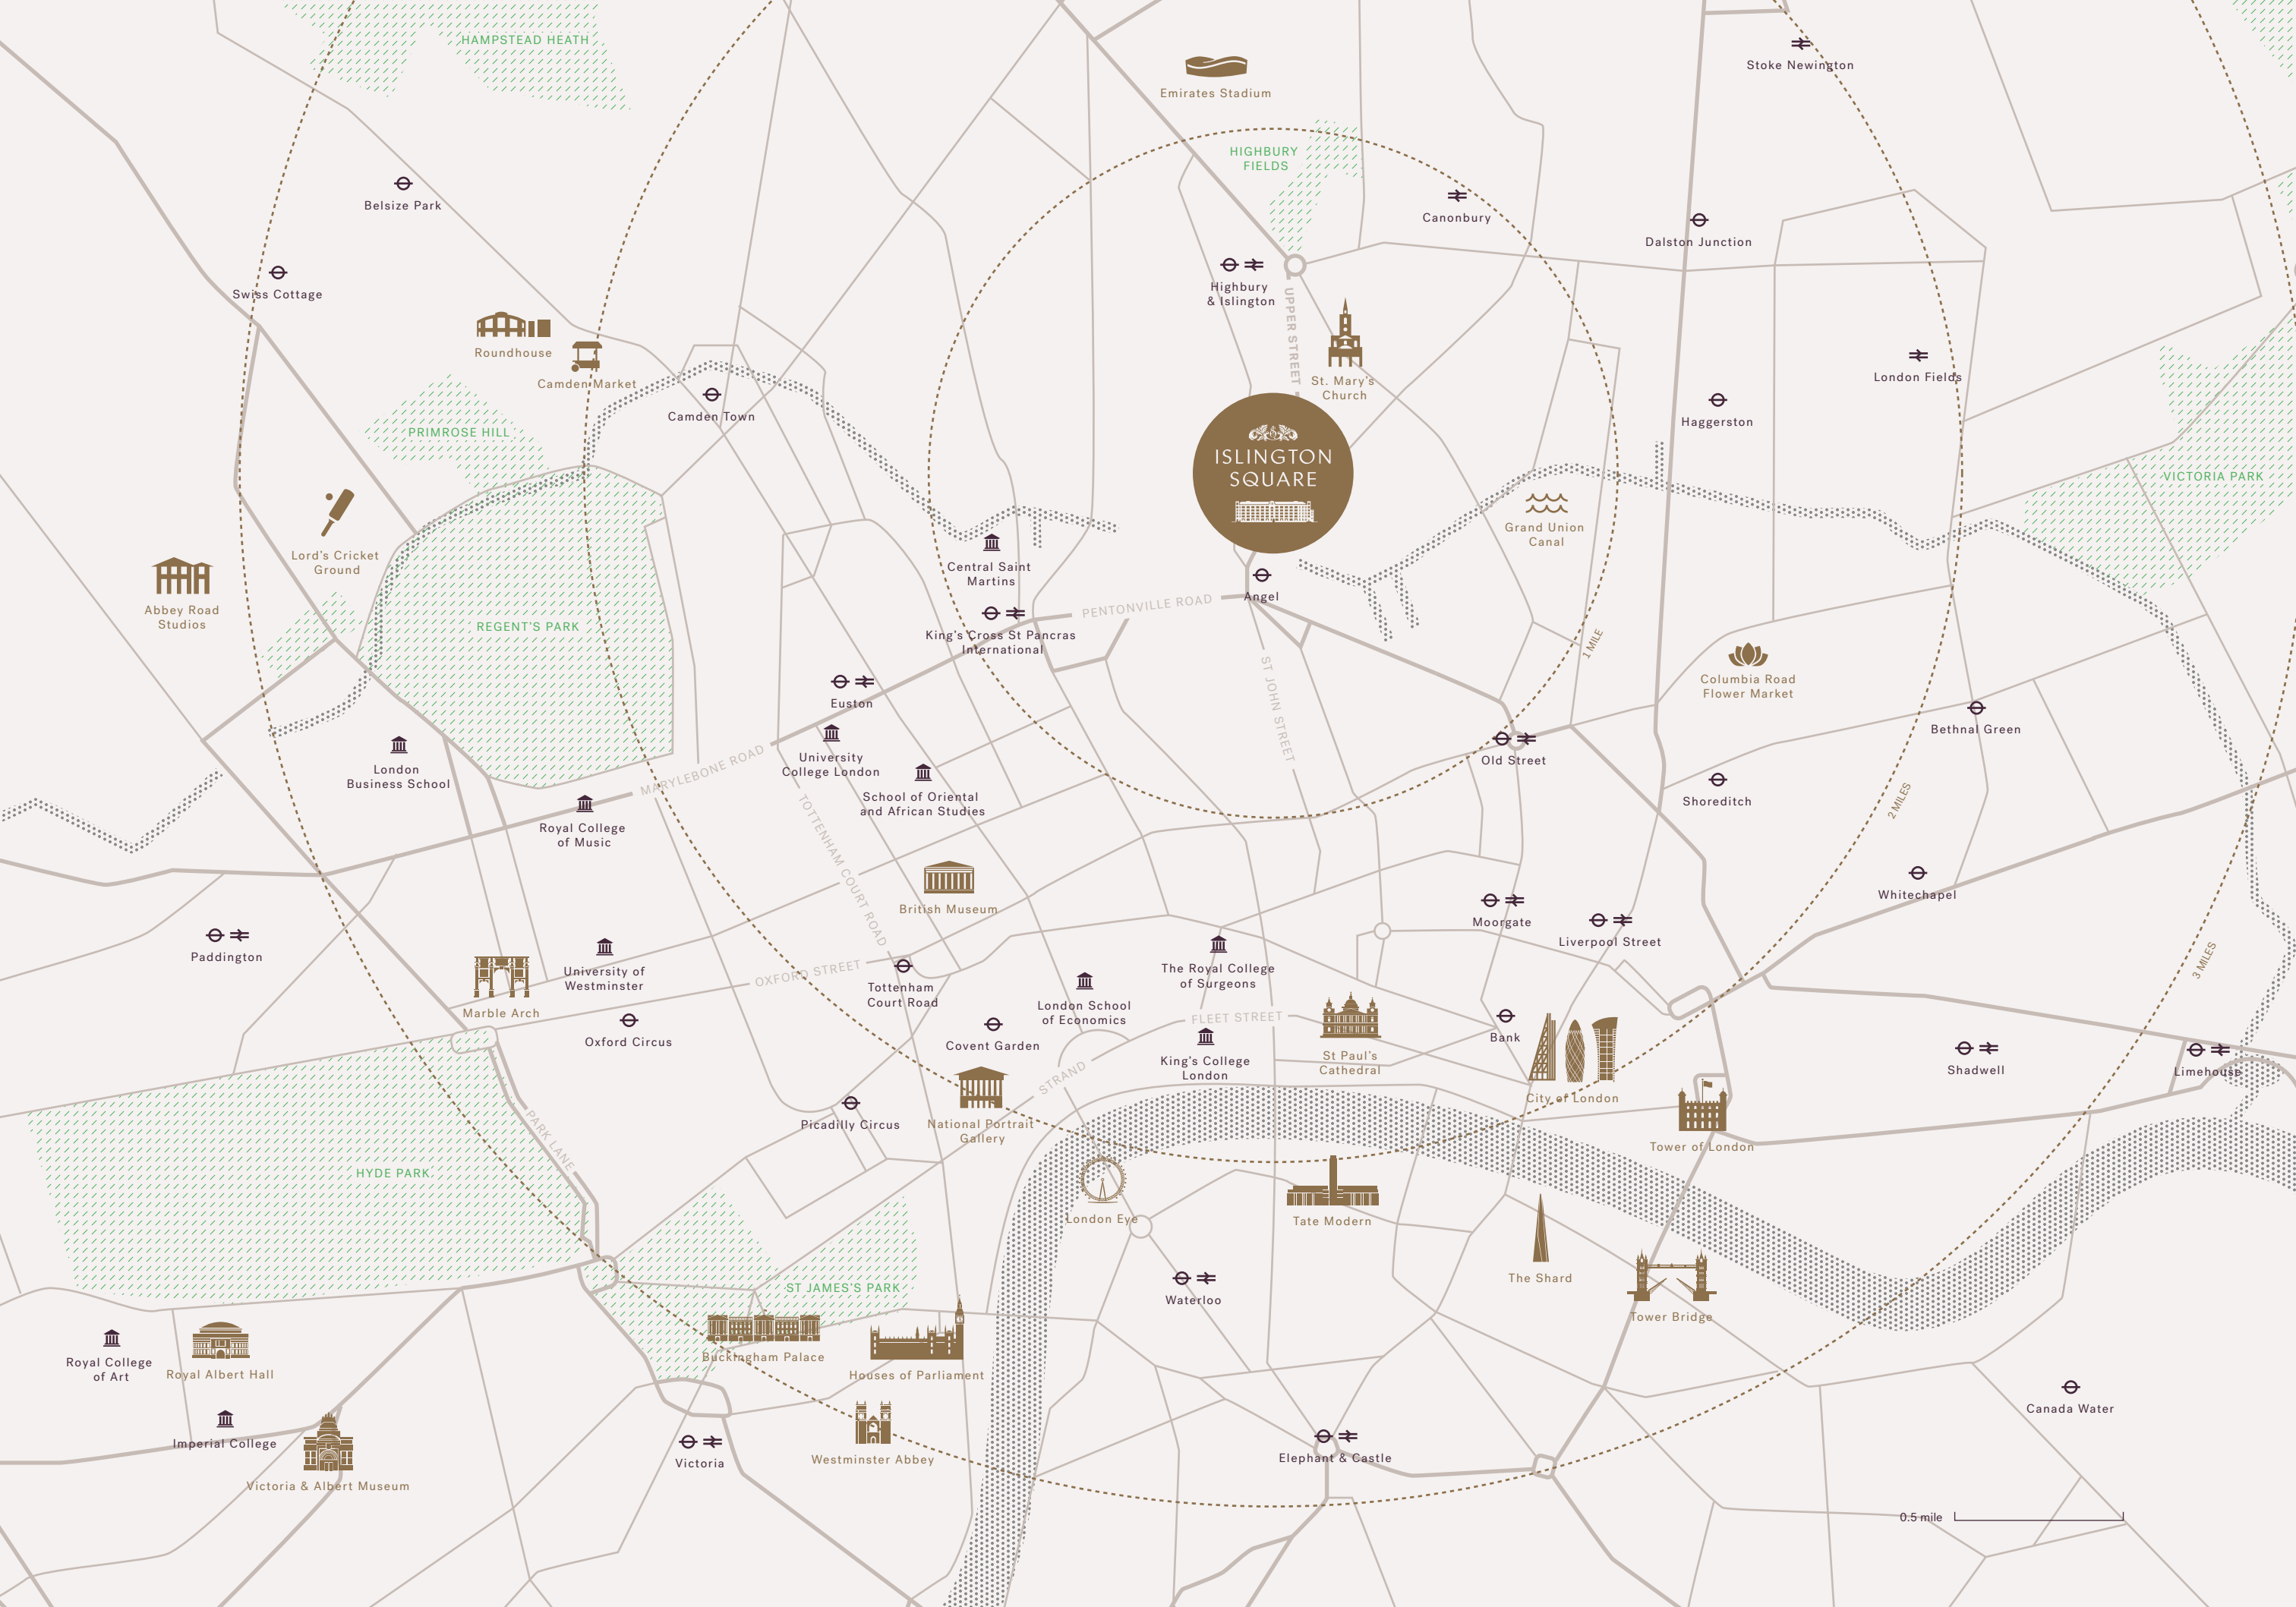 HAMPSTEAD HEATH
Emirates Stadium
Stoke Newington
HIGHBURY
FIELDS
Belsize Park
Canonbury
Dalston Junction
Swiss Cottage
Highbury
& Islington
UPPER STREET
Roundhouse
Camden Market
Camden Town
St. Mary's
Church
London Fields
Haggerston
PRIMROSE HILL
ISLINGTON
SQUARE
VICTORIA PARK
Lord's Cricket
Ground
Grand Union
Canal
Abbey Road
Studios
Central Saint
Martins
Angel
PENTONVILLE ROAD
REGENT'S PARK
King's Cross St Pancras
International
1 MILE
ST JOHN STREET
Columbia Road
Flower Market
Euston
Bethnal Green
London
Business School
MARYLEBONE ROAD
University
College London
Old Street
School of Oriental
and African Studies
Shoreditch
2 MILES
Royal College
of Music
TOTTENHAM COURT ROAD
British Museum
Whitechapel
Moorgate
Liverpool Street
Paddington
University of
Westminster
OXFORD STREET
Tottenham
Court Road
The Royal College
of Surgeons
3 MILES
Marble Arch
London School
of Economics
FLEET STREET
Oxford Circus
Covent Garden
Bank
King's College
London
St Paul's
Cathedral
Shadwell
Limehouse
STRAND
City of London
PARK LANE
Picadilly Circus
National Portrait
Gallery
Tower of London
HYDE PARK
London Eye
Tate Modern
The Shard
ST JAMES'S PARK
Waterloo
Tower Bridge
Buckingham Palace
Houses of Parliament
Royal College
of Art
Royal Albert Hall
Canada Water
Imperial College
Westminster Abbey
Victoria
Elephant & Castle
Victoria & Albert Museum
0.5 mile